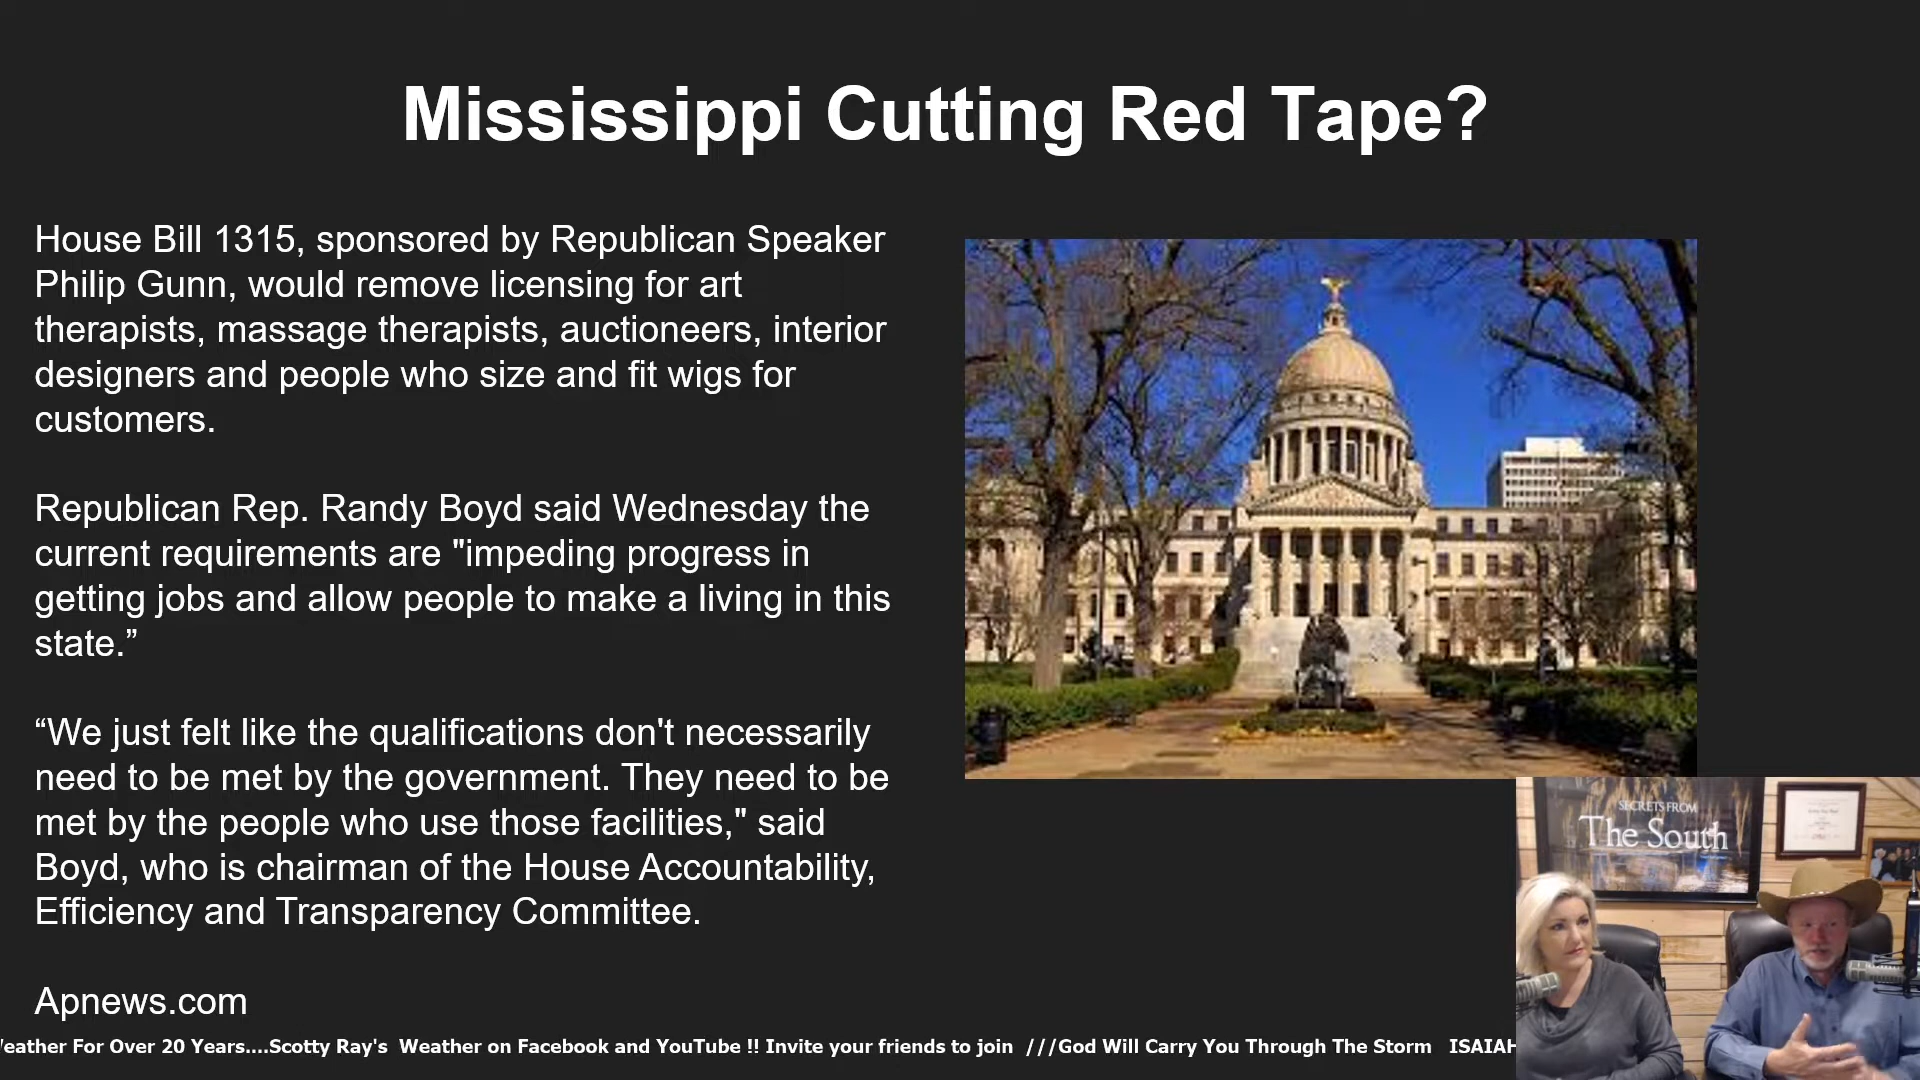 Mississippi Cutting Red Tape?
House Bill 1315, sponsored by Republican Speaker
Philip Gunn, would remove licensing for art
therapists, massage therapists, auctioneers, interior
designers and people who size and fit wigs for
customers.
Republican Rep. Randy Boyd said Wednesday the
current requirements are "impeding progress in
getting jobs and allow people to make a living in this
state.”
“We just felt like the qualifications don't necessarily
need to be met by the government. They need to be
met by the people who use those facilities," said
Boyd, who is chairman of the House Accountability,
Efficiency and Transparency Committee.
Apnews.com
SECRETS FROM
The South
eather For Over 20 Years....Scotty Ray's Weather on Facebook and YouTube !! Invite your friends to join ///God Will Carry You Through The Storm ISAIAH